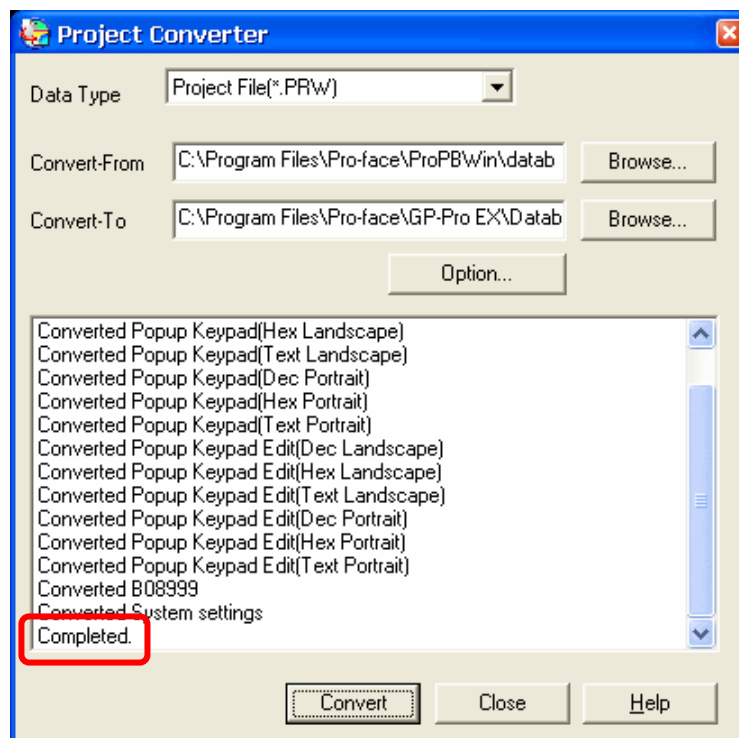 Project Converter
Data Type
Project File(*.PRW)
Convert-From
C:\Program Files\Pro-face\ProPBWin\datab
Browse...
Convert-To
C:\Program Files\Pro-face\GP-Pro EX\Datab
Browse...
Option...
Converted Popup Keypad(Hex Landscape)
Converted Popup Keypad(Text Landscape)
Converted Popup Keypad(Dec Portrait)
Converted Popup Keypad(Hex Portrait)
Converted Popup Keypad(Text Portrait)
Converted Popup Keypad Edit(Dec Landscape)
Converted Popup Keypad Edit(Hex Landscape)
Converted Popup Keypad Edit(Text Landscape)
Converted Popup Keypad Edit(Dec Portrait)
Converted Popup Keypad Edit(Hex Portrait)
Converted Popup Keypad Edit(Text Portrait)
Converted B08999
Converted System settings
Completed.
Convert
Close
Help